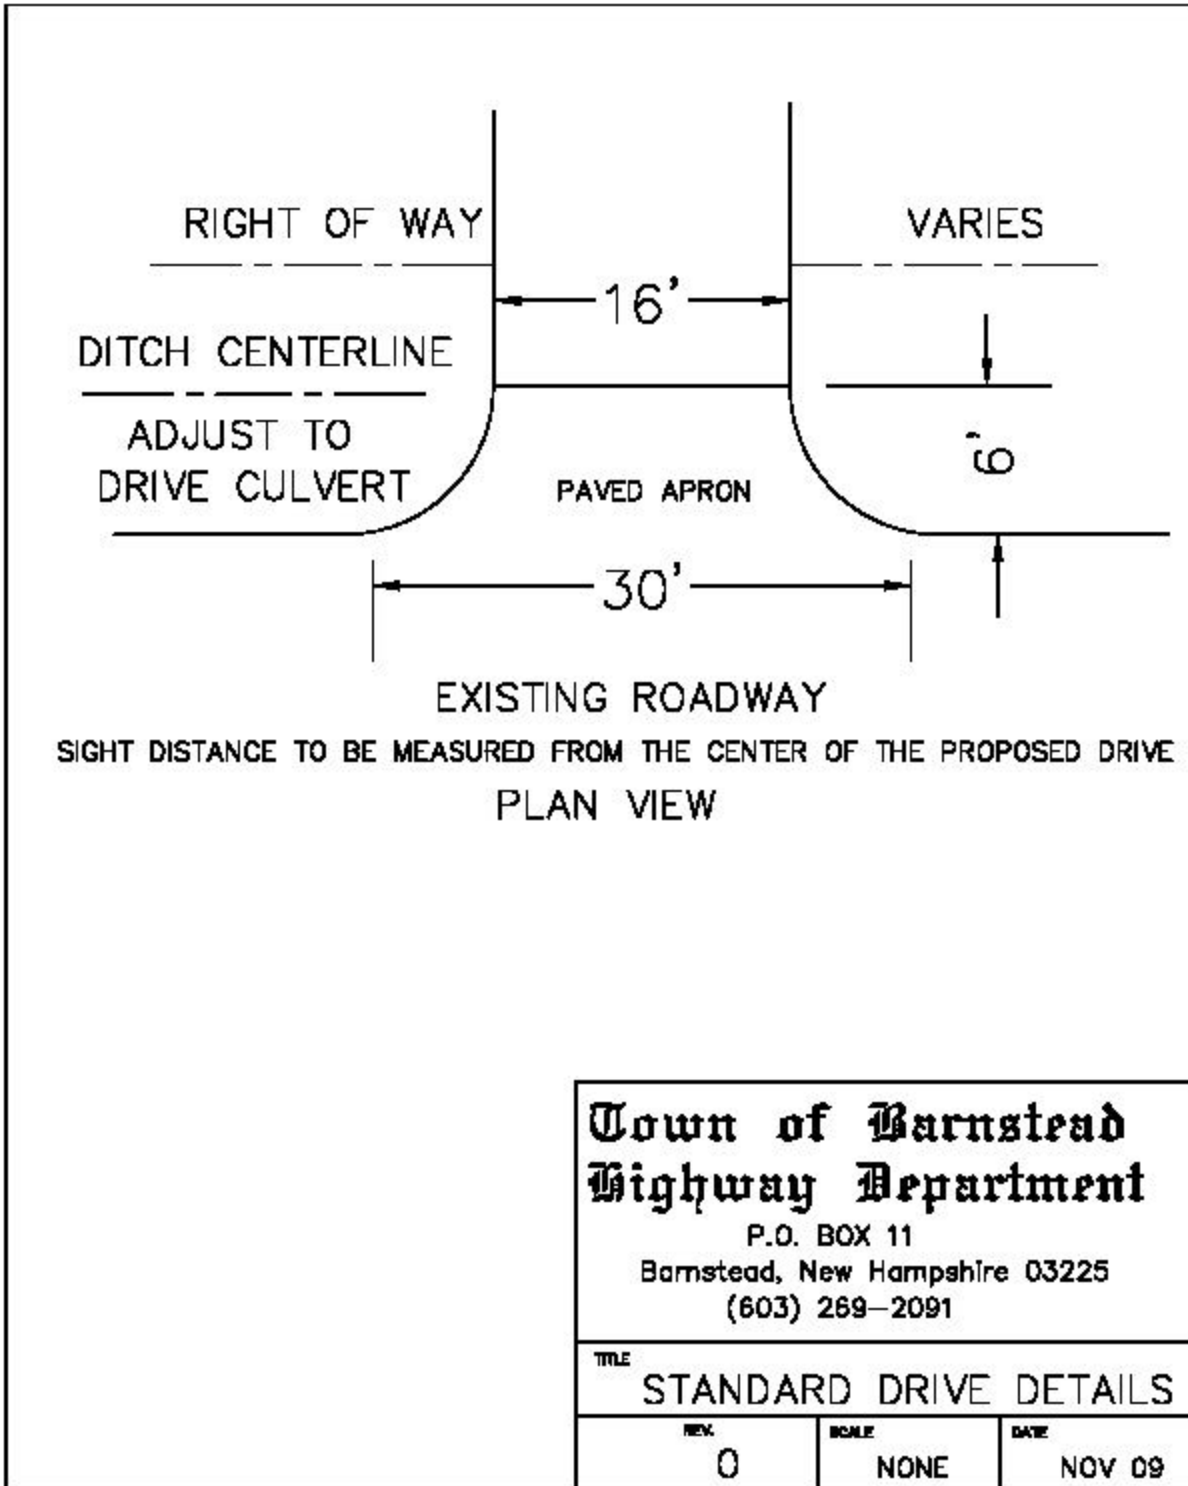 RIGHT OF WAY
VARIES
16'
DITCH CENTERLINE
ADJUST TO
DRIVE CULVERT
PAVED APRON
6'
30'
EXISTING ROADWAY
SIGHT DISTANCE TO BE MEASURED FROM THE CENTER OF THE PROPOSED DRIVE
PLAN VIEW
Town of Barnstead
Highway Department
P.O. BOX 11
Barnstead, New Hampshire 03225
(603) 269-2091
TITLE
STANDARD DRIVE DETAILS
REV.
0
SCALE
NONE
DATE
NOV 09